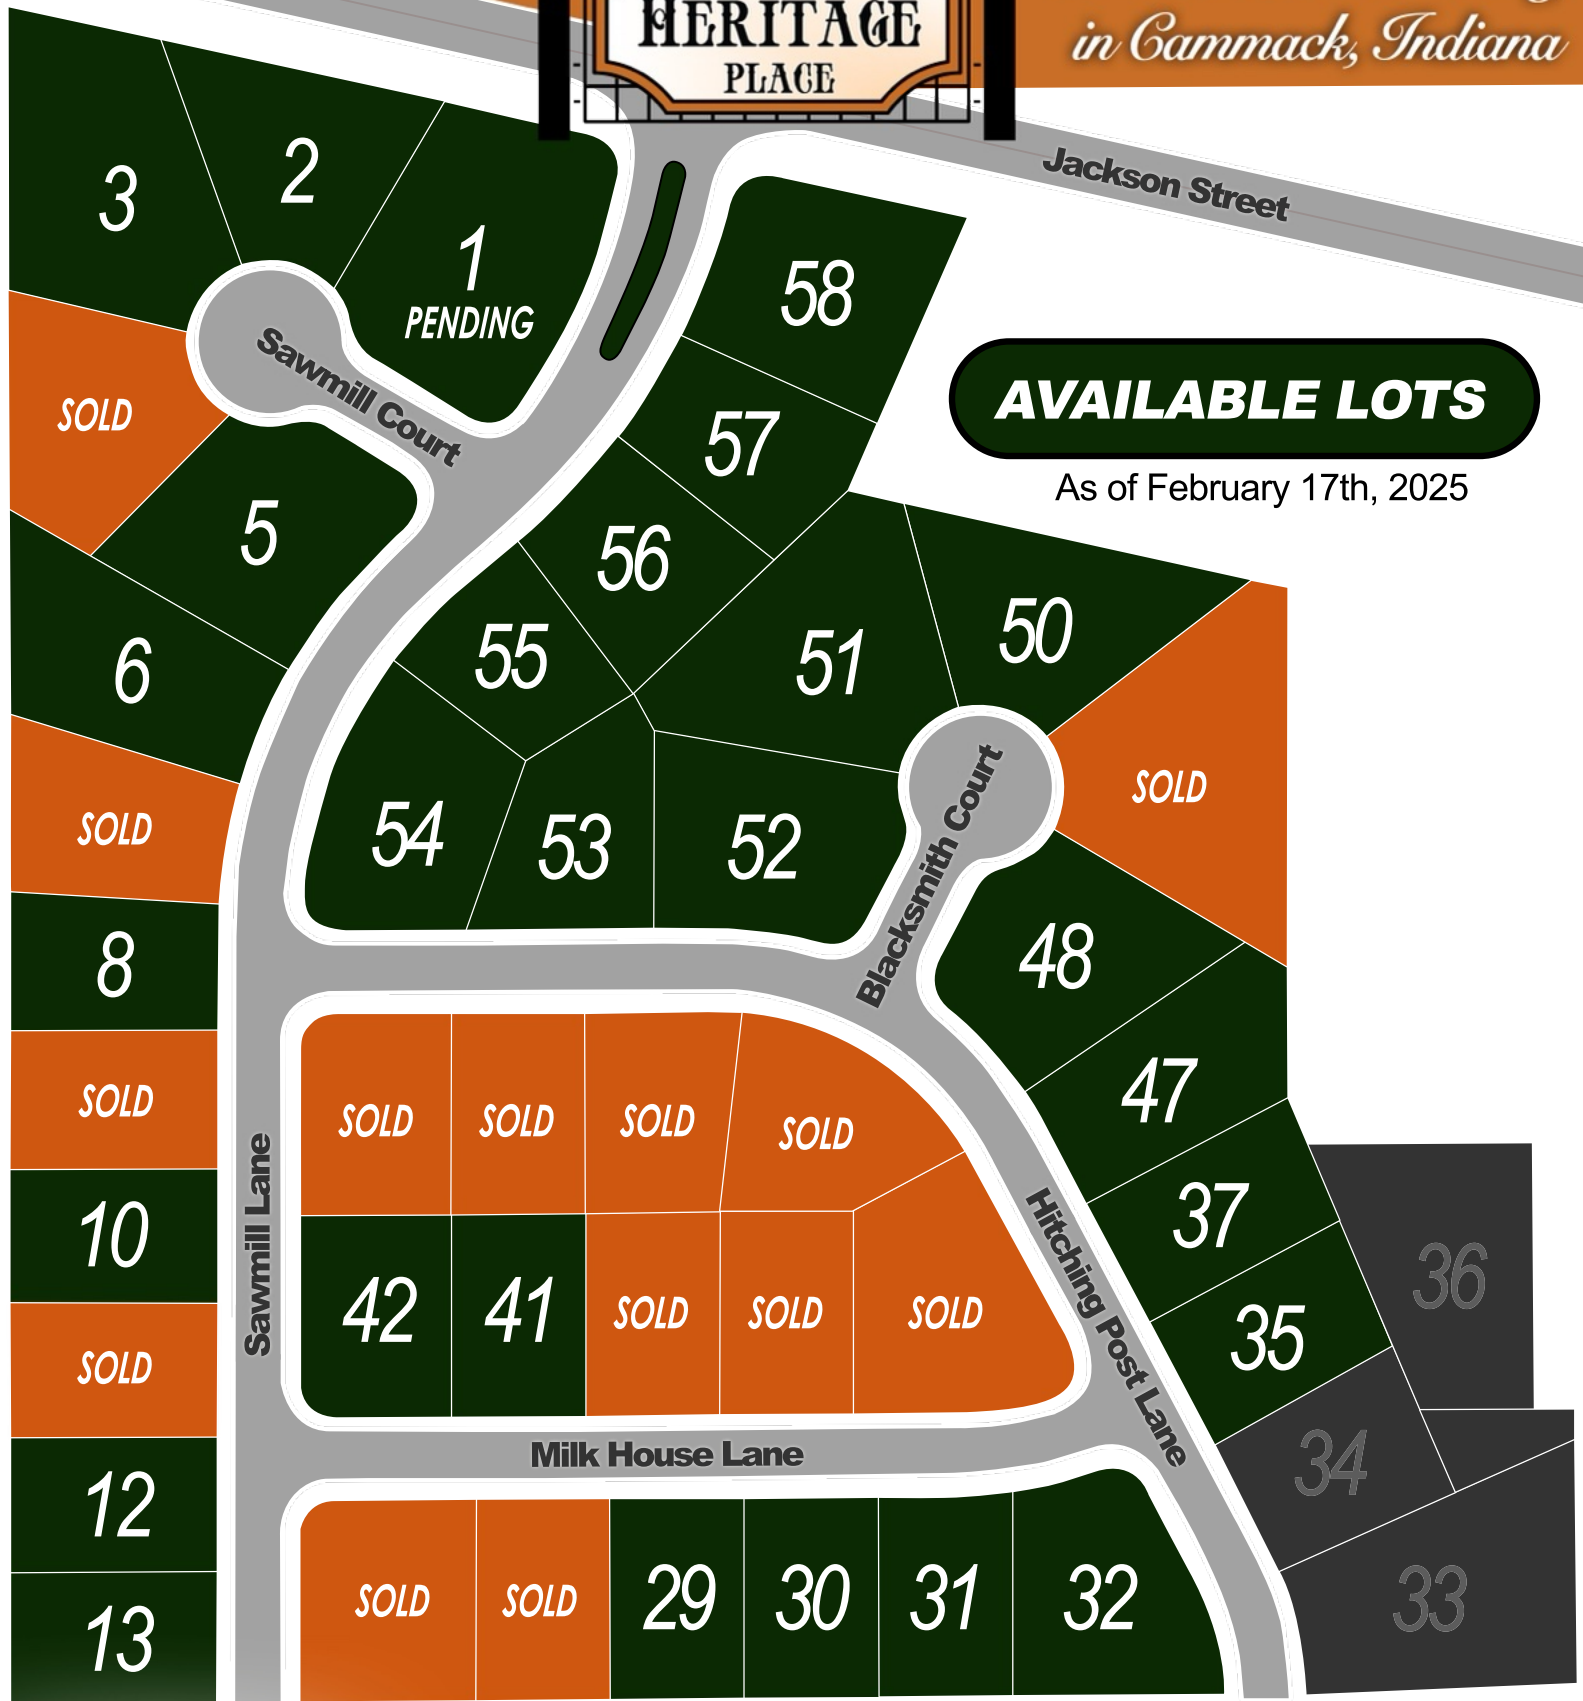 HERITAGE
PLACE
in Cammack, Indiana
Jackson Street
3
2
1
PENDING
58
Sawmill Court
SOLD
AVAILABLE LOTS
As of February 17th, 2025
57
5
56
6
55
51
50
SOLD
SOLD
54
53
52
Blacksmith Court
8
48
SOLD
47
SOLD
SOLD
SOLD
SOLD
Sawmill Lane
10
37
Hitching Post Lane
36
42
41
SOLD
SOLD
SOLD
35
SOLD
Milk House Lane
34
12
29
30
31
32
33
SOLD
SOLD
13